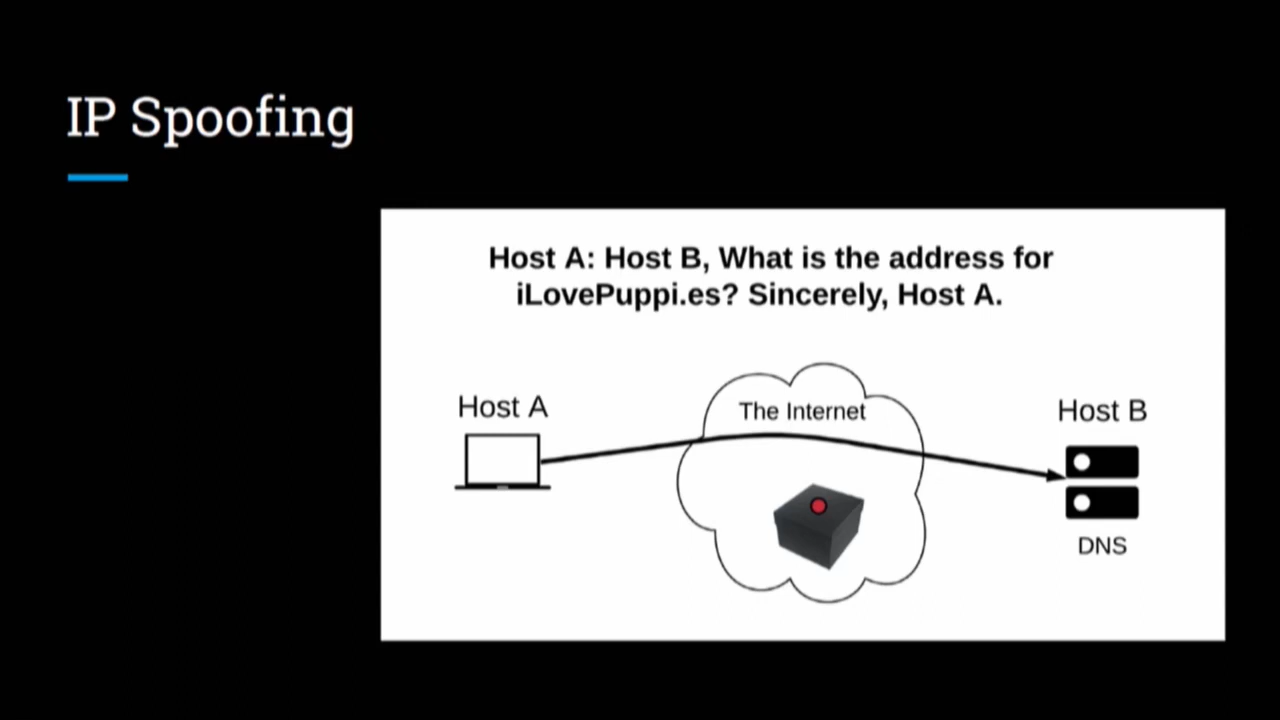 IP Spoofing
Host A: Host B, What is the address for
iLovePuppi.es? Sincerely, Host A.
The Internet
Host A
Host B
DNS